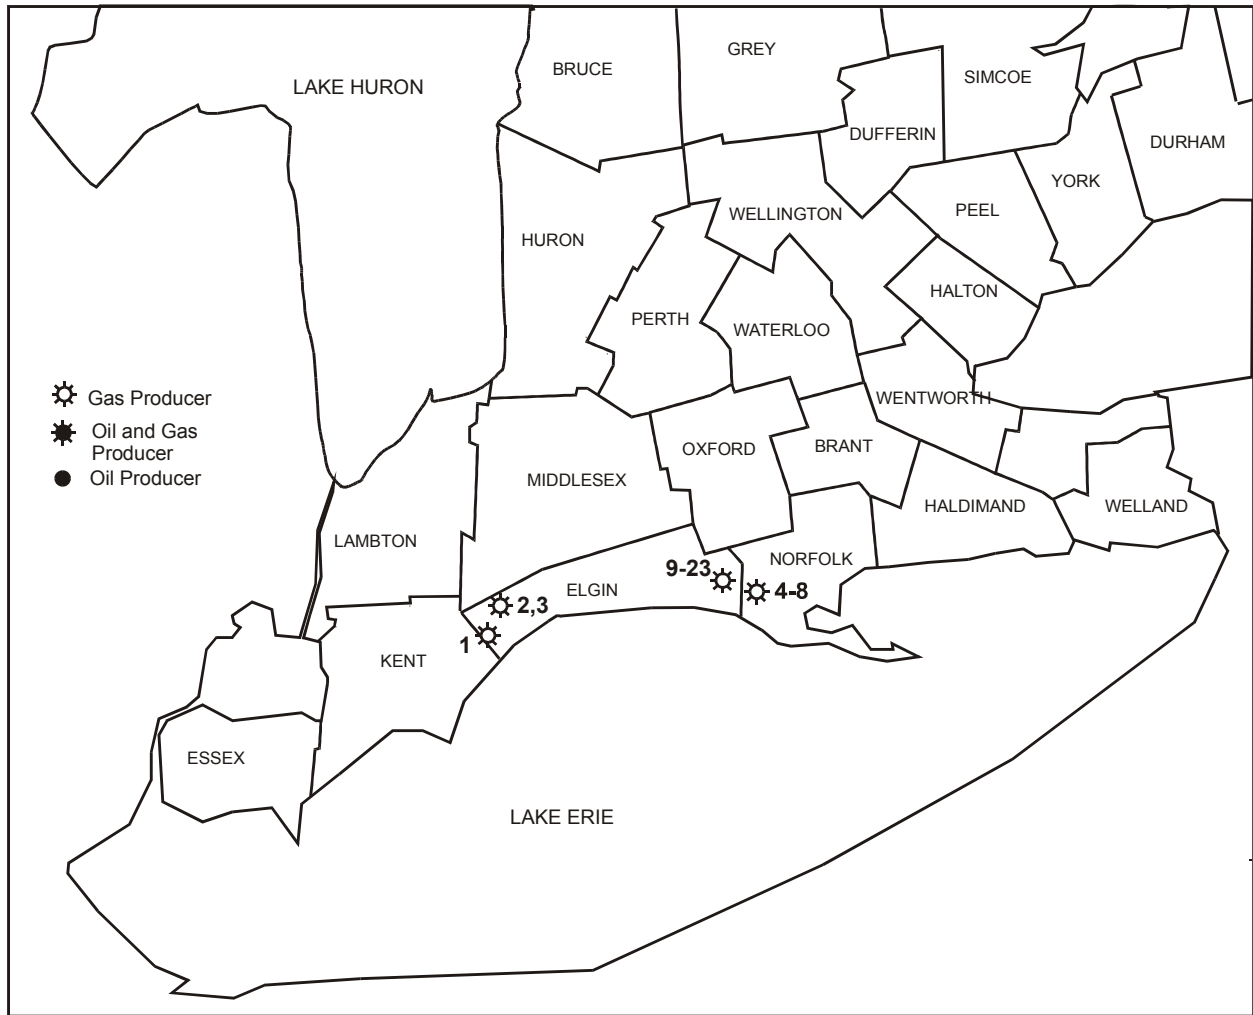 GREY
BRUCE
SIMCOE
LAKE HURON
DUFFERIN
DURHAM
YORK
PEEL
WELLINGTON
HURON
HALTON
PERTH
WATERLOO
Gas Producer
WENTWORTH
Oil and Gas
Producer
OXFORD
BRANT
Oil Producer
MIDDLESEX
HALDIMAND
WELLAND
LAMBTON
NORFOLK
9-23
4-8
ELGIN
2,3
1
KENT
ESSEX
LAKE ERIE